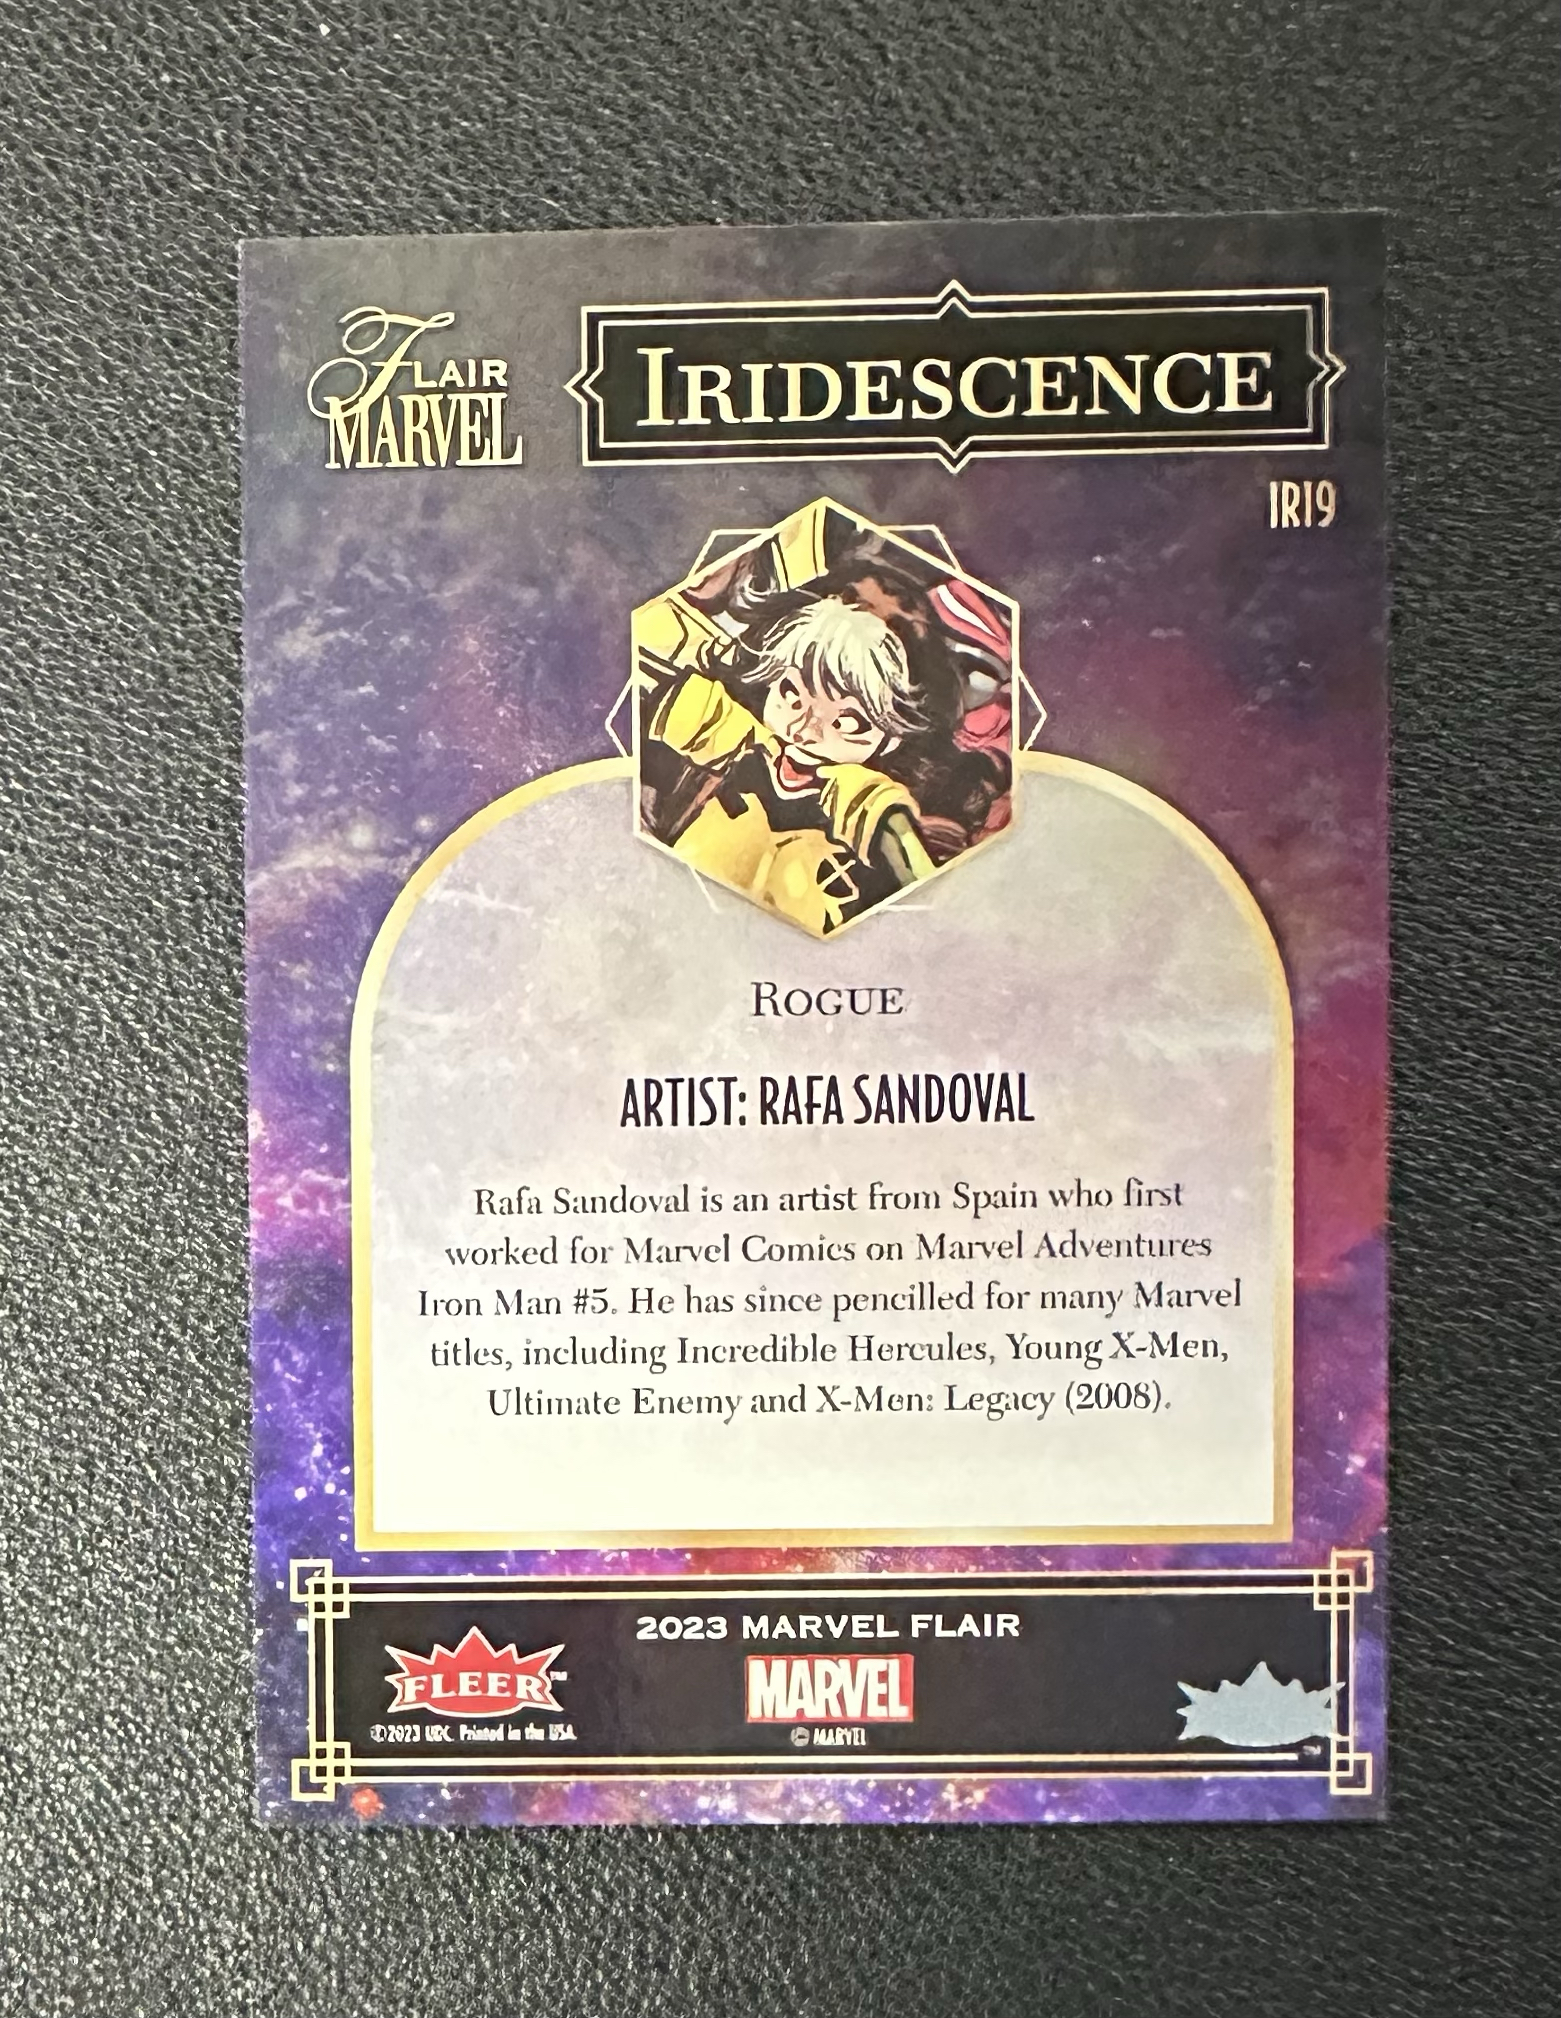 FLAIR
MARVEL
IRIDESCENCE
IR19
ROGUE
ARTIST: RAFA SANDOVAL
Rafa Sandoval is an artist from Spain who first
worked for Marvel Comics on Marvel Adventures
Iron Man #5. He has since pencilled for many Marvel
titles, including Incredible Hercules, Young X-Men,
Ultimate Enemy and X-Men: Legacy (2008).
2023 MARVEL FLAIR
FLEER™
MARVEL
©2023 UDC. Printed in the USA.
© MARVEL
™